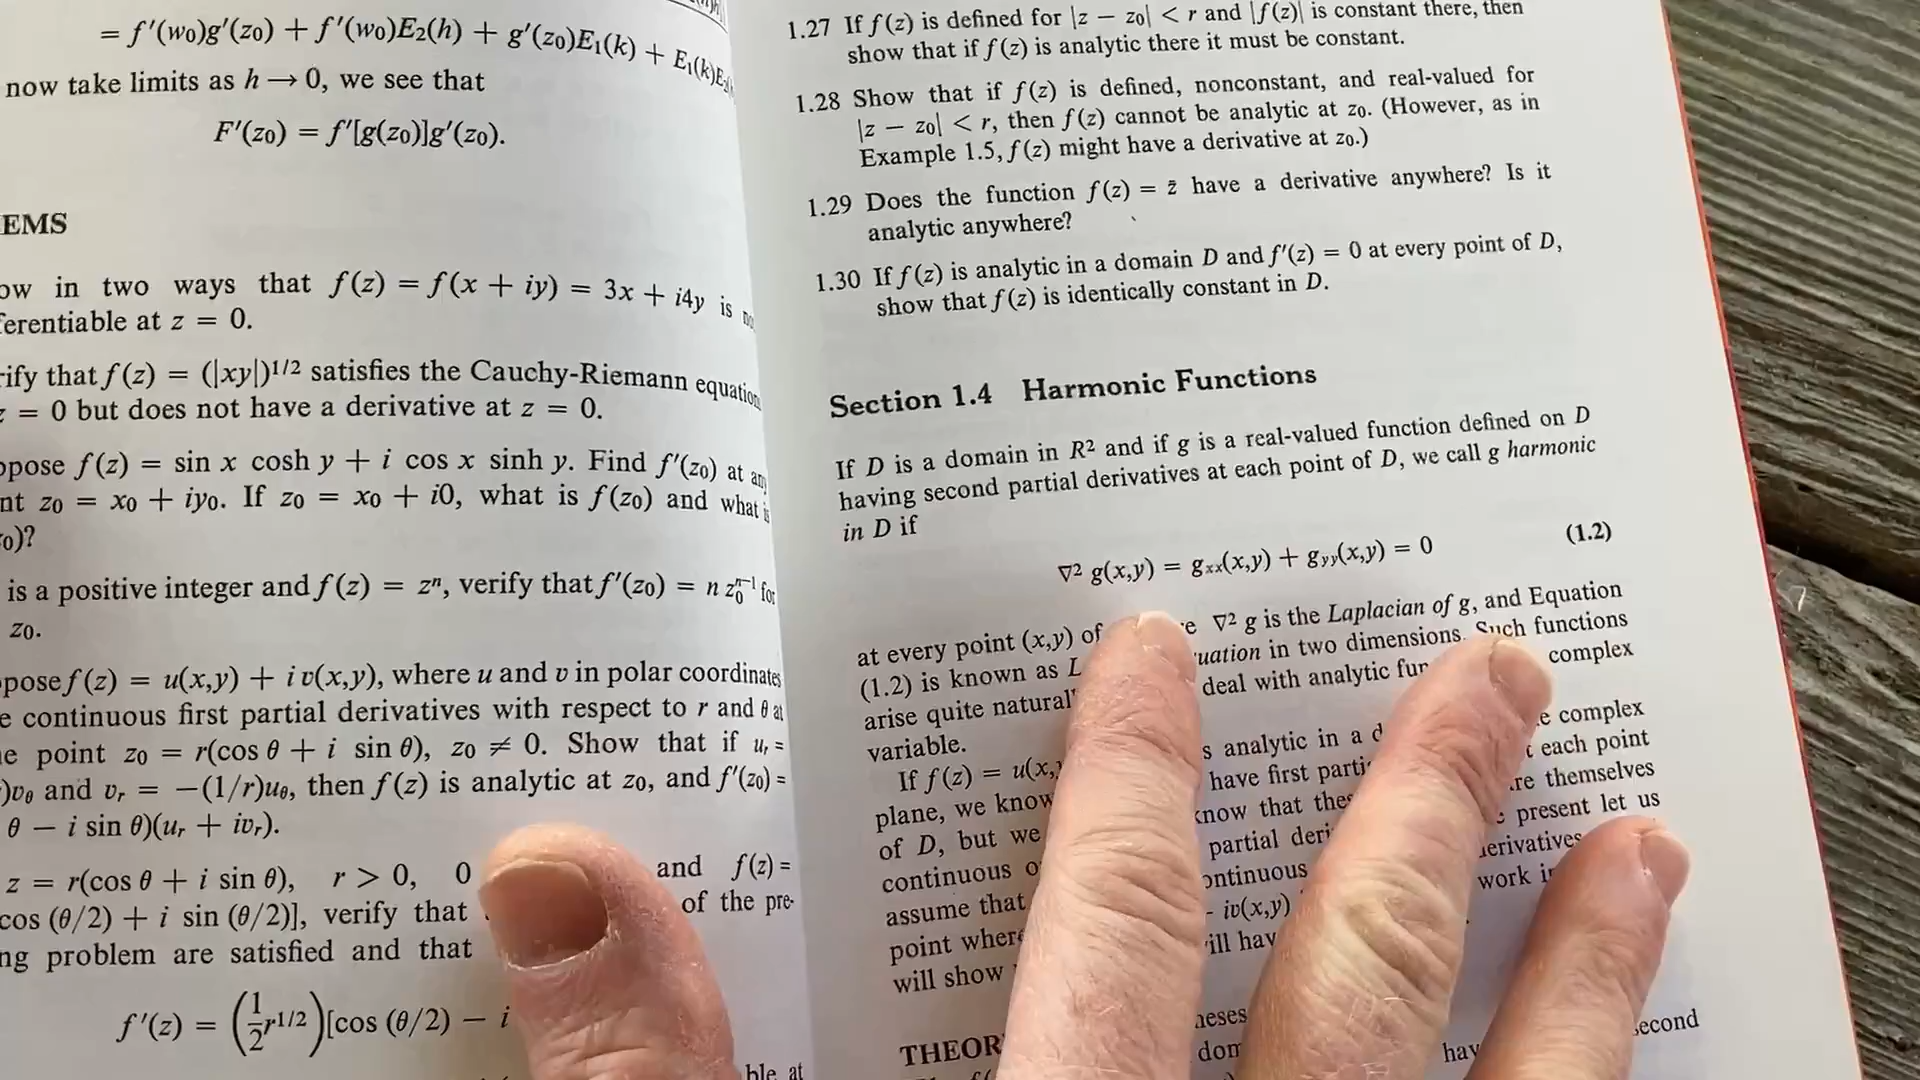 = f'(w0)g'(z0) + f'(w0)E2(h) + g'(z0)E1(k) + E1(k)E2(
now take limits as h → 0, we see that
F'(z0) = f'[g(z0)]g'(z0).
EMS
ow in two ways that f(z) = f(x + iy) = 3x + i4y is
ferentiable at z = 0.
rify that f(z) = (|xy|)^1/2 satisfies the Cauchy-Riemann equation
z = 0 but does not have a derivative at z = 0.
ppose f(z) = sin x cosh y + i cos x sinh y. Find f'(z0) at
nt z0 = x0 + iy0. If z0 = x0 + i0, what is f(z0) and what
0)?
is a positive integer and f(z) = z^n, verify that f'(z0) = n z0^n-1 for
z0.
pose f(z) = u(x,y) + i v(x,y), where u and v in polar coordinates
e continuous first partial derivatives with respect to r and θ at
e point z0 = r(cos θ + i sin θ), z0 ≠ 0. Show that if ur =
)vθ and vr = −(1/r)uθ, then f(z) is analytic at z0, and f'(z0) =
θ − i sin θ)(ur + ivr).
z = r(cos θ + i sin θ), r > 0, 0 and f(z) =
cos (θ/2) + i sin (θ/2)], verify that of the pre-
ng problem are satisfied and that
f'(z) = (1/2 r^1/2)[cos (θ/2) − i
ble at
1.27 If f(z) is defined for |z − z0| < r and |f(z)| is constant there, then
show that if f(z) is analytic there it must be constant.
1.28 Show that if f(z) is defined, nonconstant, and real-valued for
|z − z0| < r, then f(z) cannot be analytic at z0. (However, as in
Example 1.5, f(z) might have a derivative at z0.)
1.29 Does the function f(z) = z̄ have a derivative anywhere? Is it
analytic anywhere?
1.30 If f(z) is analytic in a domain D and f'(z) = 0 at every point of D,
show that f(z) is identically constant in D.
Section 1.4 Harmonic Functions
If D is a domain in R² and if g is a real-valued function defined on D
having second partial derivatives at each point of D, we call g harmonic
in D if
∇² g(x,y) = gxx(x,y) + gyy(x,y) = 0 (1.2)
at every point (x,y) of ∇² g is the Laplacian of g, and Equation
(1.2) is known as L uation in two dimensions. Such functions
arise quite natural deal with analytic fun complex
variable.
If f(z) = u(x, s analytic in a d e complex
plane, we know have first parti t each point
of D, but we know that the re themselves
continuous o partial deri present let us
assume that ontinuous derivatives
point where - iv(x,y) work i
will show ill hav
THEOR heses second
dom hav